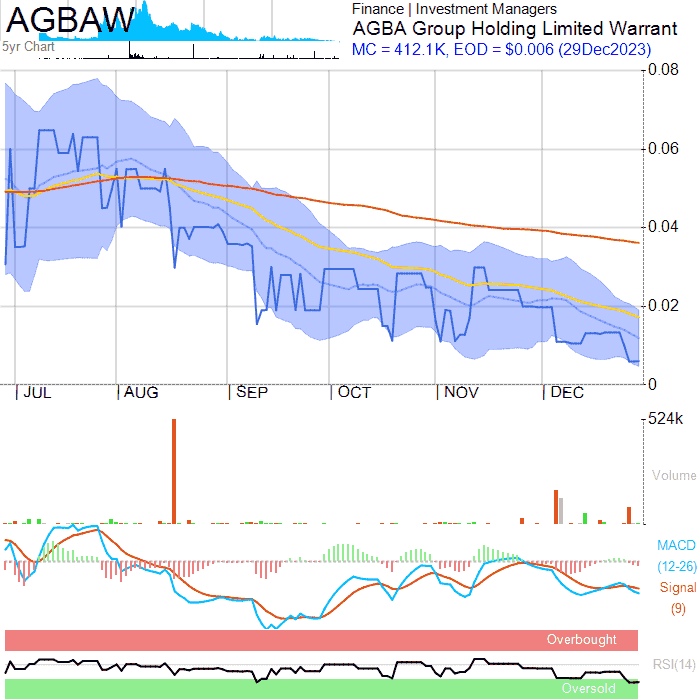 AGBAW
5yr Chart
Finance | Investment Managers
AGBA Group Holding Limited Warrant
MC = 412.1K, EOD = $0.006 (29Dec2023)
0.08
0.06
0.04
0.02
0
JUL AUG SEP OCT NOV DEC
524k
Volume
MACD
(12-26)
Signal
(9)
Overbought
RSI(14)
Oversold